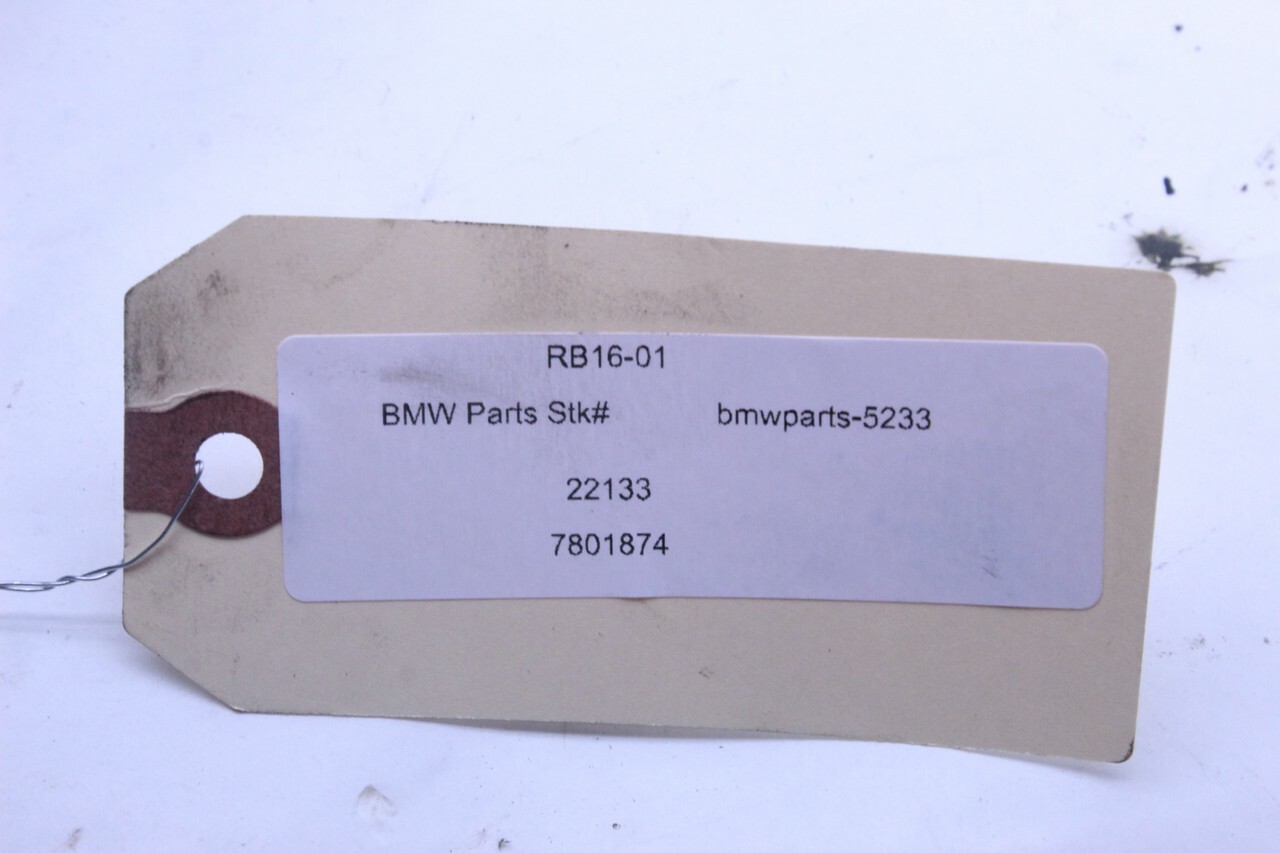 RB16-01
BMW Parts Stk# bmwparts-5233
22133
7801874